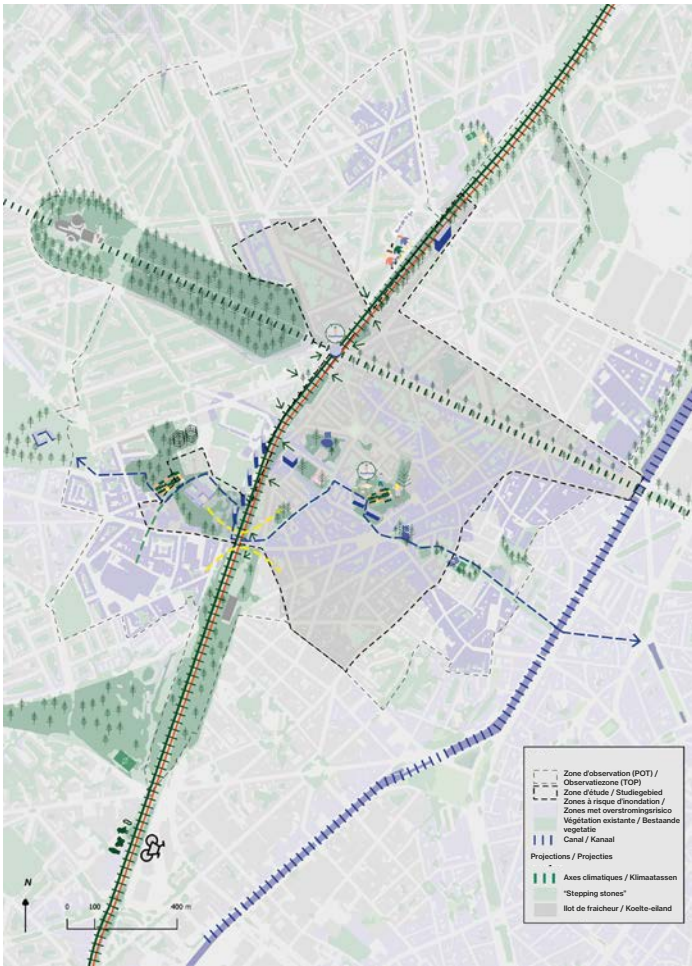 Zone d'observation (POT) /
Observatiezone (TOP)
Zone d'étude / Studiegebied
Zones à risque d'inondation /
Zones met overstromingsrisico
Végétation existante / Bestaande
vegetatie
Canal / Kanaal
Projections / Projecties
Axes climatiques / Klimaatassen
"Stepping stones"
Ilot de fraicheur / Koelte-eiland
N
0 100 400 m